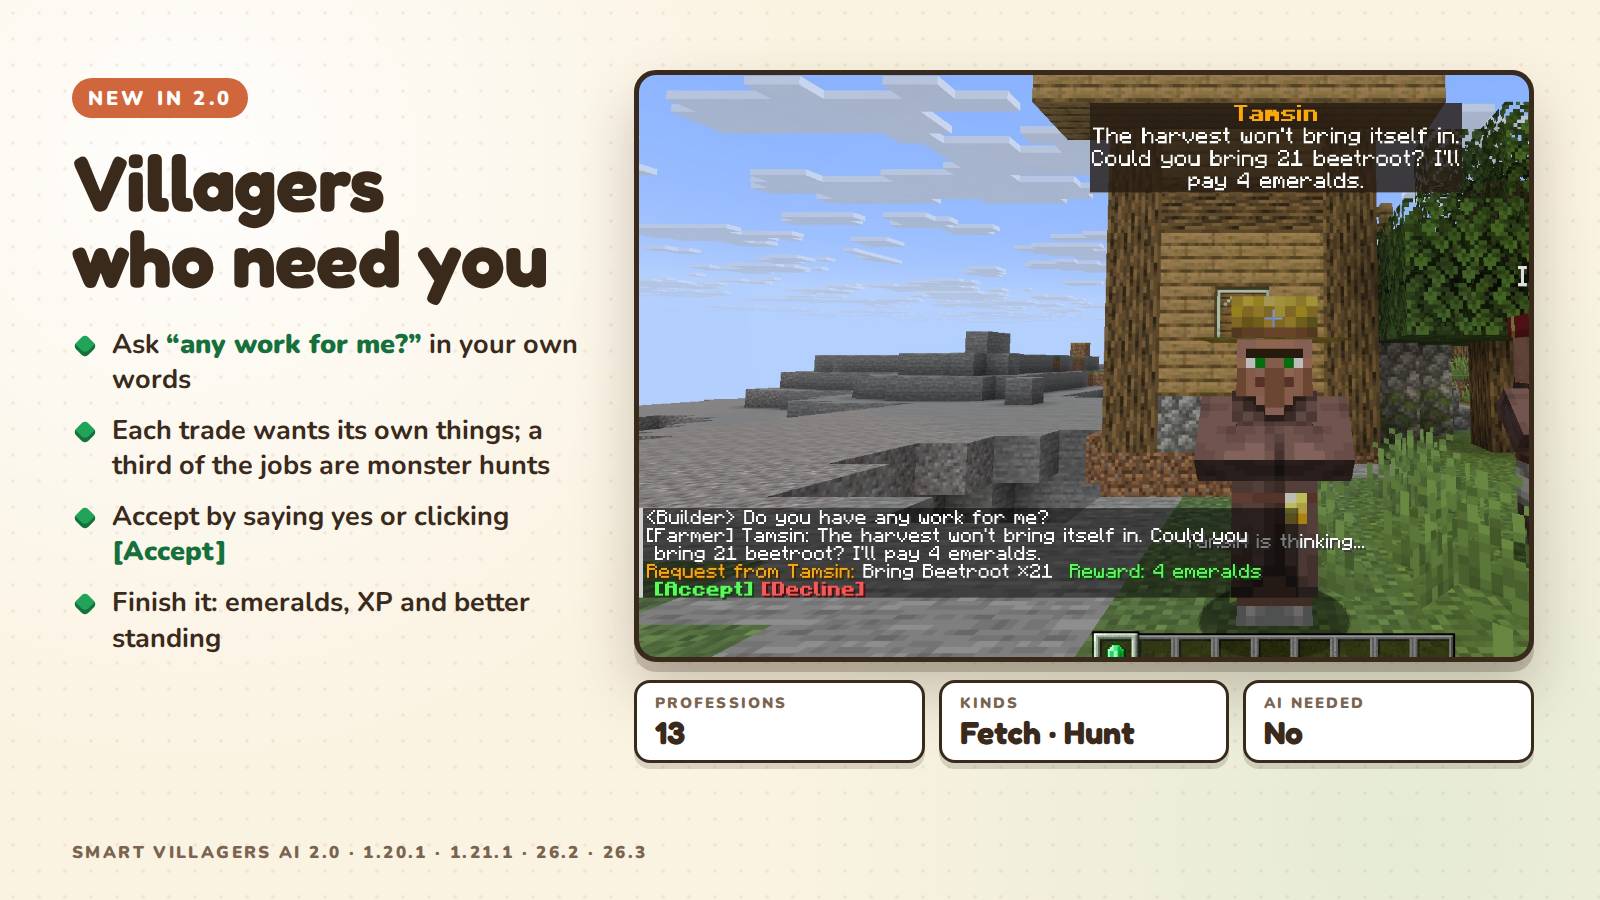 NEW IN 2.0
Villagers
who need you
Ask “any work for me?” in your own
words
Each trade wants its own things; a
third of the jobs are monster hunts
Accept by saying yes or clicking
[Accept]
Finish it: emeralds, XP and better
standing
Tamsin
The harvest won't bring itself in.
Could you bring 21 beetroot? I'll
pay 4 emeralds.
I
<Builder> Do you have any work for me?
[Farmer] Tamsin: The harvest won't bring itself in. Could you
bring 21 beetroot? I'll pay 4 emeralds.
Tamsin is thinking...
Request from Tamsin: Bring Beetroot ×21 Reward: 4 emeralds
[Accept] [Decline]
PROFESSIONS
13
KINDS
Fetch · Hunt
AI NEEDED
No
SMART VILLAGERS AI 2.0 · 1.20.1 · 1.21.1 · 26.2 · 26.3